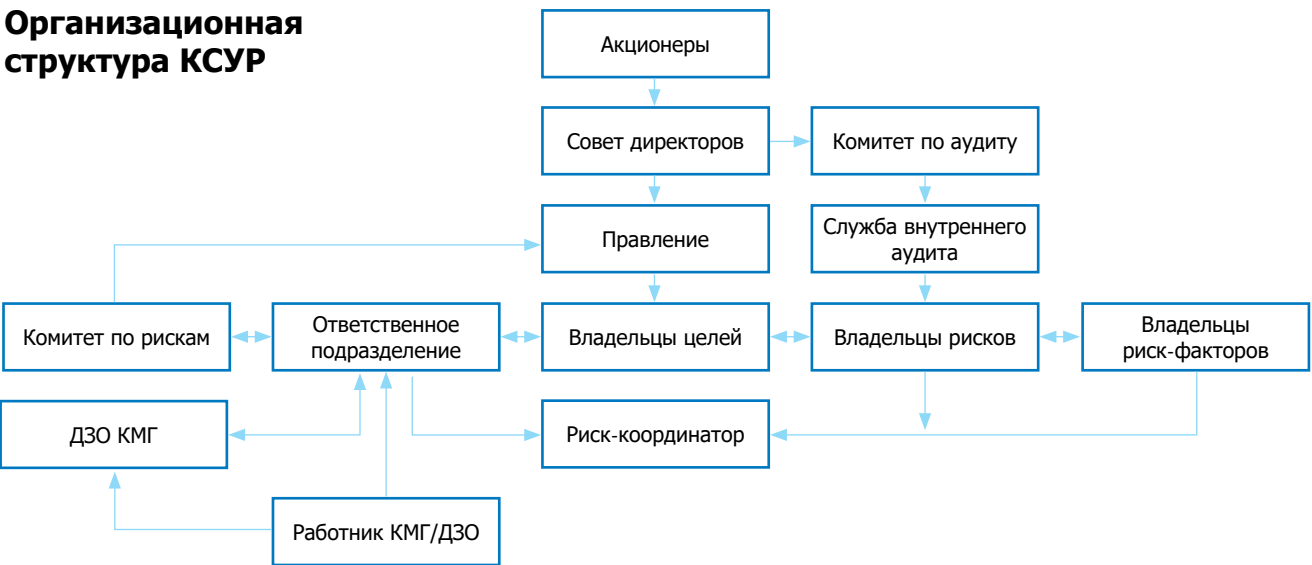 Организационная
структура КСУР
Акционеры
Совет директоров
Комитет по аудиту
Правление
Служба внутреннего
аудита
Комитет по рискам
Ответственное
подразделение
Владельцы целей
Владельцы рисков
Владельцы
риск-факторов
ДЗО КМГ
Риск-координатор
Работник КМГ/ДЗО